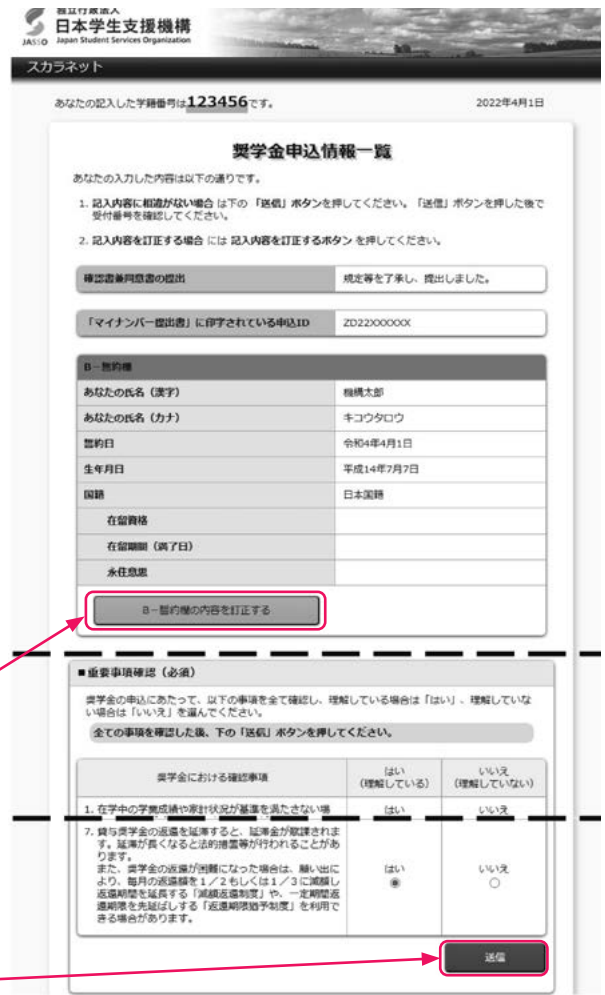 独立行政法人
日本学生支援機構
JASSO Japan Student Services Organization
スカラネット
あなたの記入した学籍番号は123456です。 2022年4月1日
奨学金申込情報一覧
あなたの入力した内容は以下の通りです。
1. 記入内容に相違がない場合 は下の 「送信」ボタンを押してください。「送信」ボタンを押した後で
受付番号を確認してください。
2. 記入内容を訂正する場合 には 記入内容を訂正するボタン を押してください。
確認書兼同意書の提出 規定等を了承し、提出しました。
「マイナンバー提出書」に印字されている申込ID ZD22XXXXXX
B－誓約欄
あなたの氏名（漢字） 機構太郎
あなたの氏名（カナ） キコウタロウ
誓約日 令和4年4月1日
生年月日 平成14年7月7日
国籍 日本国籍
在留資格
在留期間（満了日）
永住意思
B－誓約欄の内容を訂正する
■重要事項確認（必須）
奨学金の申込にあたって、以下の事項を全て確認し、理解している場合は「はい」、理解していな
い場合は「いいえ」を選んでください。
全ての事項を確認した後、下の「送信」ボタンを押してください。
奨学金における確認事項 はい いいえ
（理解している） （理解していない）
1. 在学中の学業成績や家計状況が基準を満たさない場 はい いいえ
7. 貸与奨学金の返還を延滞すると、延滞金が賦課されま
す。延滞が長くなると法的措置等が行われることがあ
ります。
また、奨学金の返還が困難になった場合は、願い出に
より、毎月の返還額を1／2もしくは1／3に減額し
返還期間を延長する「減額返還制度」や、一定期間返
還期限を先延ばしする「返還期限猶予制度」を利用で
きる場合があります。
はい いいえ
送信